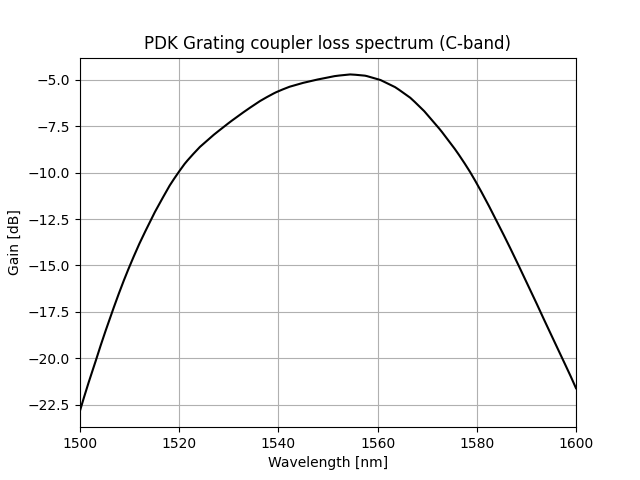 PDK Grating coupler loss spectrum (C-band)
−5.0
−7.5
−10.0
−12.5
−15.0
−17.5
−20.0
−22.5
Gain [dB]
1500 1520 1540 1560 1580 1600
Wavelength [nm]